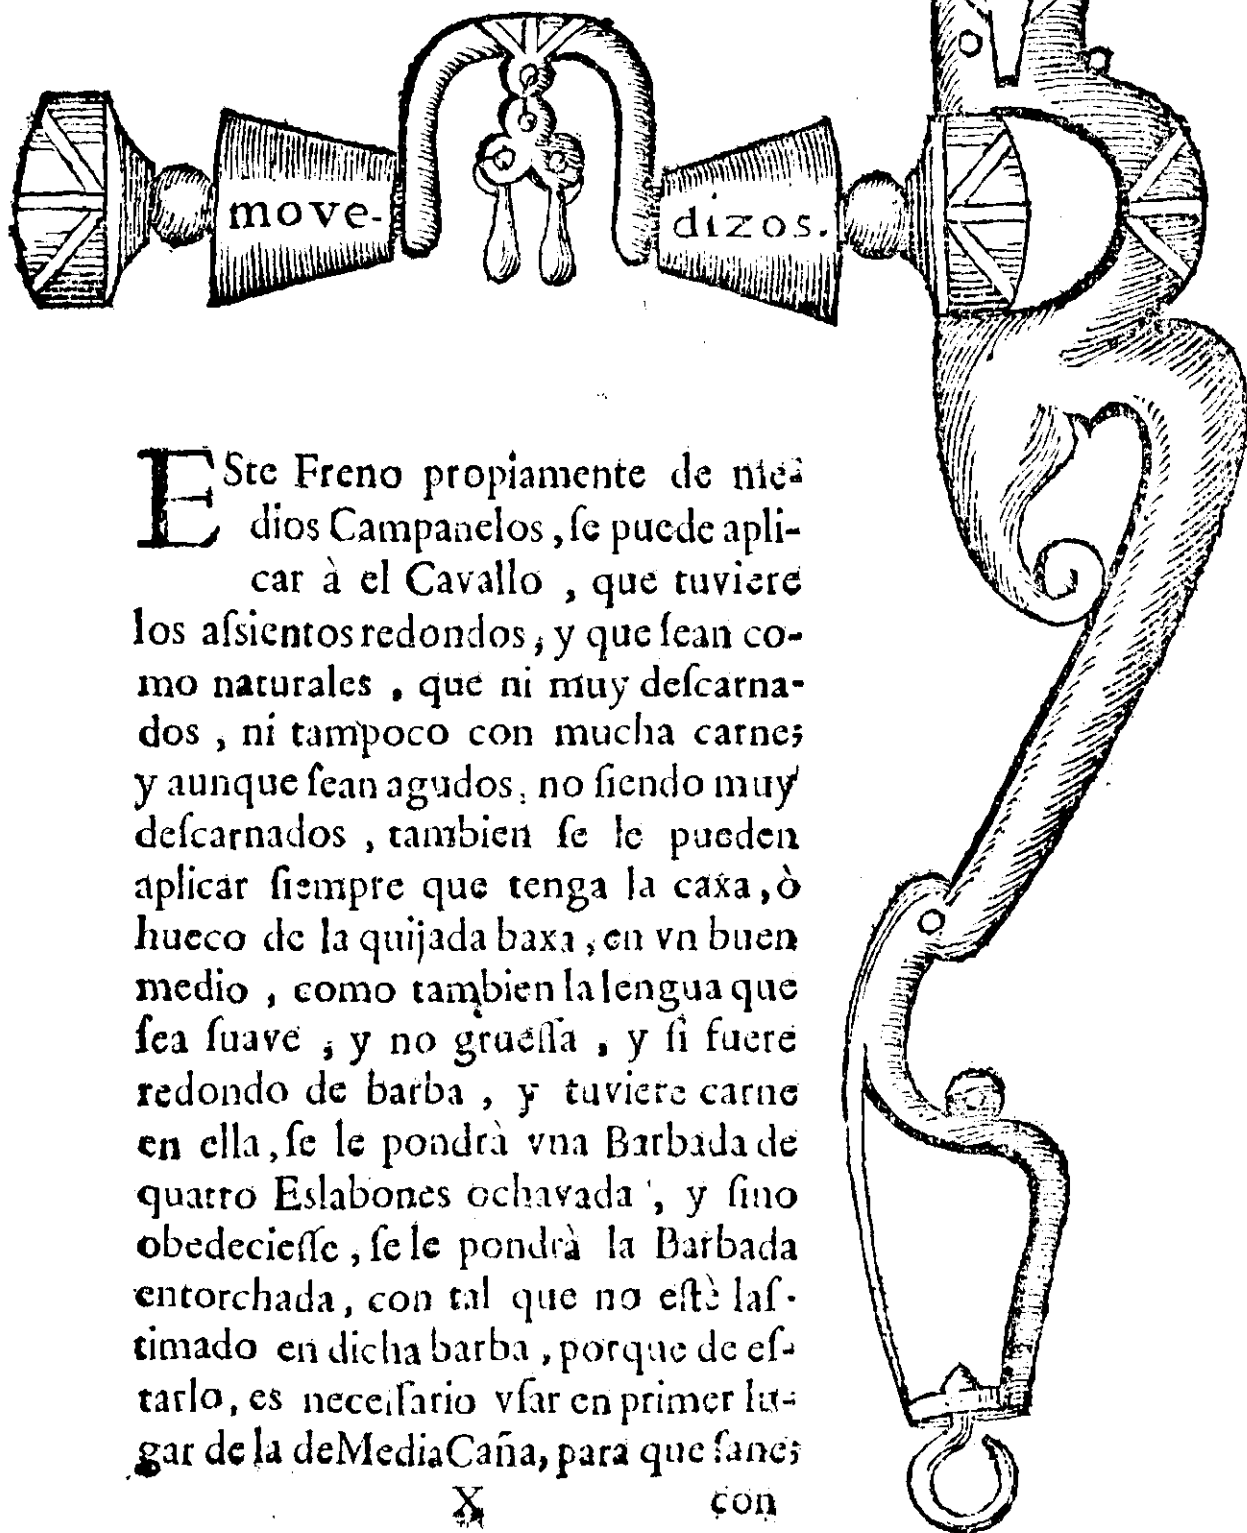 move-
dizos.
ESte Freno propiamente de me-
dios Campanelos, ſe puede apli-
car à el Cavallo, que tuviere
los aſsientos redondos, y que ſean co-
mo naturales, que ni muy deſcarna-
dos, ni tampoco con mucha carne;
y aunque ſean agudos, no ſiendo muy
deſcarnados, tambien ſe le pueden
aplicar ſiempre que tenga la caxa, ò
hueco de la quijada baxa, en vn buen
medio, como tambien la lengua que
ſea ſuave, y no grueſſa, y ſi fuere
redondo de barba, y tuviere carne
en ella, ſe le pondrà vna Barbada de
quatro Eslabones ochavada, y ſino
obedecieſſe, ſe le pondrà la Barbada
entorchada, con tal que no eſtè laſ-
timado en dicha barba, porque de eſ-
tarlo, es neceſſario vſar en primer lu-
gar de la de Media Caña, para que ſane;
X con